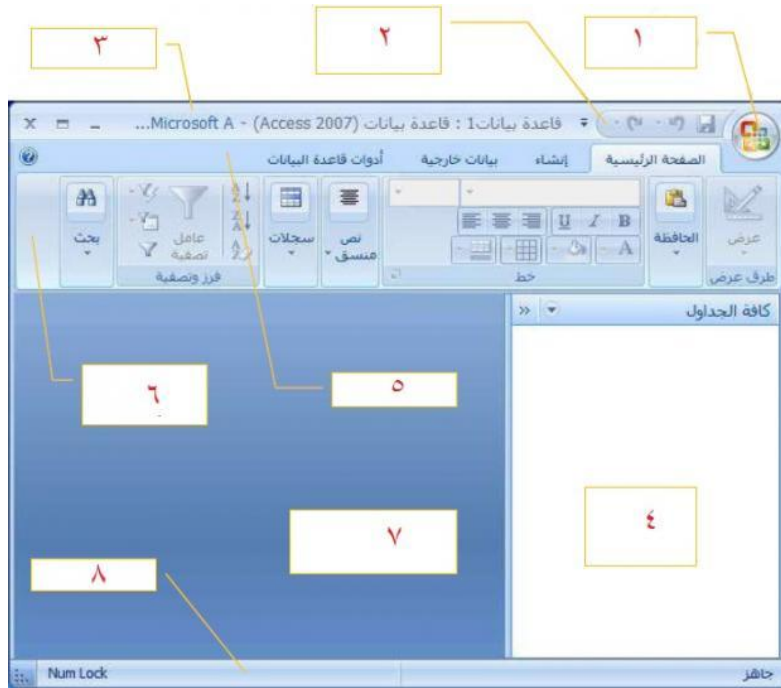 ١
٢
٣
قاعدة بيانات1 : قاعدة بيانات (Access 2007) - Microsoft A...
الصفحة الرئيسية إنشاء بيانات خارجية أدوات قاعدة البيانات
عرض
طرق عرض
الحافظة
B I U
A
خط
نص منسق
سجلات
عامل تصفية
فرز وتصفية
بحث
كافة الجداول
٤
٥
٦
٧
٨
جاهز
Num Lock